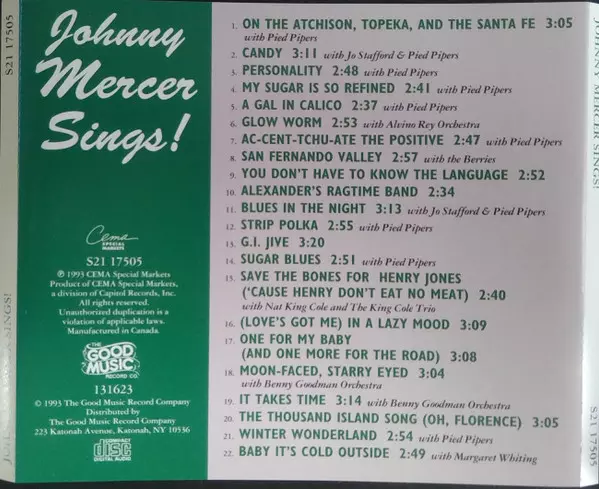 S21 17505
Johnny
Mercer
Sings!
Cema
SPECIAL
MARKETS
S21 17505
℗ 1993 CEMA Special Markets
Product of CEMA Special Markets,
a division of Capitol Records, Inc.
All rights reserved.
Unauthorized duplication is a
violation of applicable laws.
Manufactured in Canada.
THE
GOOD
MUSIC
RECORD CO.
131623
© 1993 The Good Music Record Company
Distributed by
The Good Music Record Company
223 Katonah Avenue, Katonah, NY 10536
COMPACT
disc
DIGITAL AUDIO
1. ON THE ATCHISON, TOPEKA, AND THE SANTA FE 3:05
with Pied Pipers
2. CANDY 3:11 with Jo Stafford & Pied Pipers
3. PERSONALITY 2:48 with Pied Pipers
4. MY SUGAR IS SO REFINED 2:41 with Pied Pipers
5. A GAL IN CALICO 2:37 with Pied Pipers
6. GLOW WORM 2:53 with Alvino Rey Orchestra
7. AC-CENT-TCHU-ATE THE POSITIVE 2:47 with Pied Pipers
8. SAN FERNANDO VALLEY 2:57 with the Berries
9. YOU DON'T HAVE TO KNOW THE LANGUAGE 2:52
10. ALEXANDER'S RAGTIME BAND 2:34
11. BLUES IN THE NIGHT 3:13 with Jo Stafford & Pied Pipers
12. STRIP POLKA 2:55 with Pied Pipers
13. G.I. JIVE 3:20
14. SUGAR BLUES 2:51 with Pied Pipers
15. SAVE THE BONES FOR HENRY JONES
('CAUSE HENRY DON'T EAT NO MEAT) 2:40
with Nat King Cole and The King Cole Trio
16. (LOVE'S GOT ME) IN A LAZY MOOD 3:09
17. ONE FOR MY BABY
(AND ONE MORE FOR THE ROAD) 3:08
18. MOON-FACED, STARRY EYED 3:04
with Benny Goodman Orchestra
19. IT TAKES TIME 3:14 with Benny Goodman Orchestra
20. THE THOUSAND ISLAND SONG (OH, FLORENCE) 3:05
21. WINTER WONDERLAND 2:54 with Pied Pipers
22. BABY IT'S COLD OUTSIDE 2:49 with Margaret Whiting
JOHNNY MERCER SINGS!
S21 17505